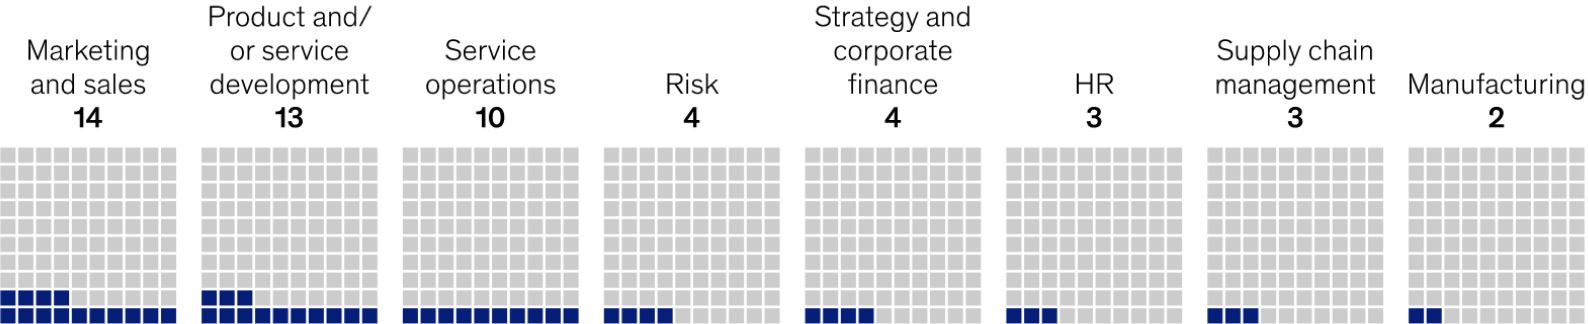 Marketing
and sales
14
Product and/
or service
development
13
Service
operations
10
Risk
4
Strategy and
corporate
finance
4
HR
3
Supply chain
management
3
Manufacturing
2